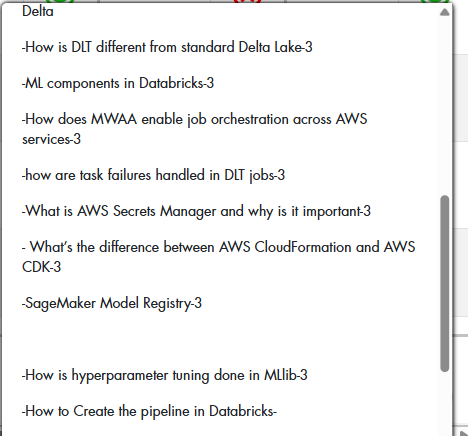 Delta
-How is DLT different from standard Delta Lake-3
-ML components in Databricks-3
-How does MWAA enable job orchestration across AWS
services-3
-how are task failures handled in DLT jobs-3
-What is AWS Secrets Manager and why is it important-3
- What's the difference between AWS CloudFormation and AWS
CDK-3
-SageMaker Model Registry-3
-How is hyperparameter tuning done in MLlib-3
-How to Create the pipeline in Databricks-